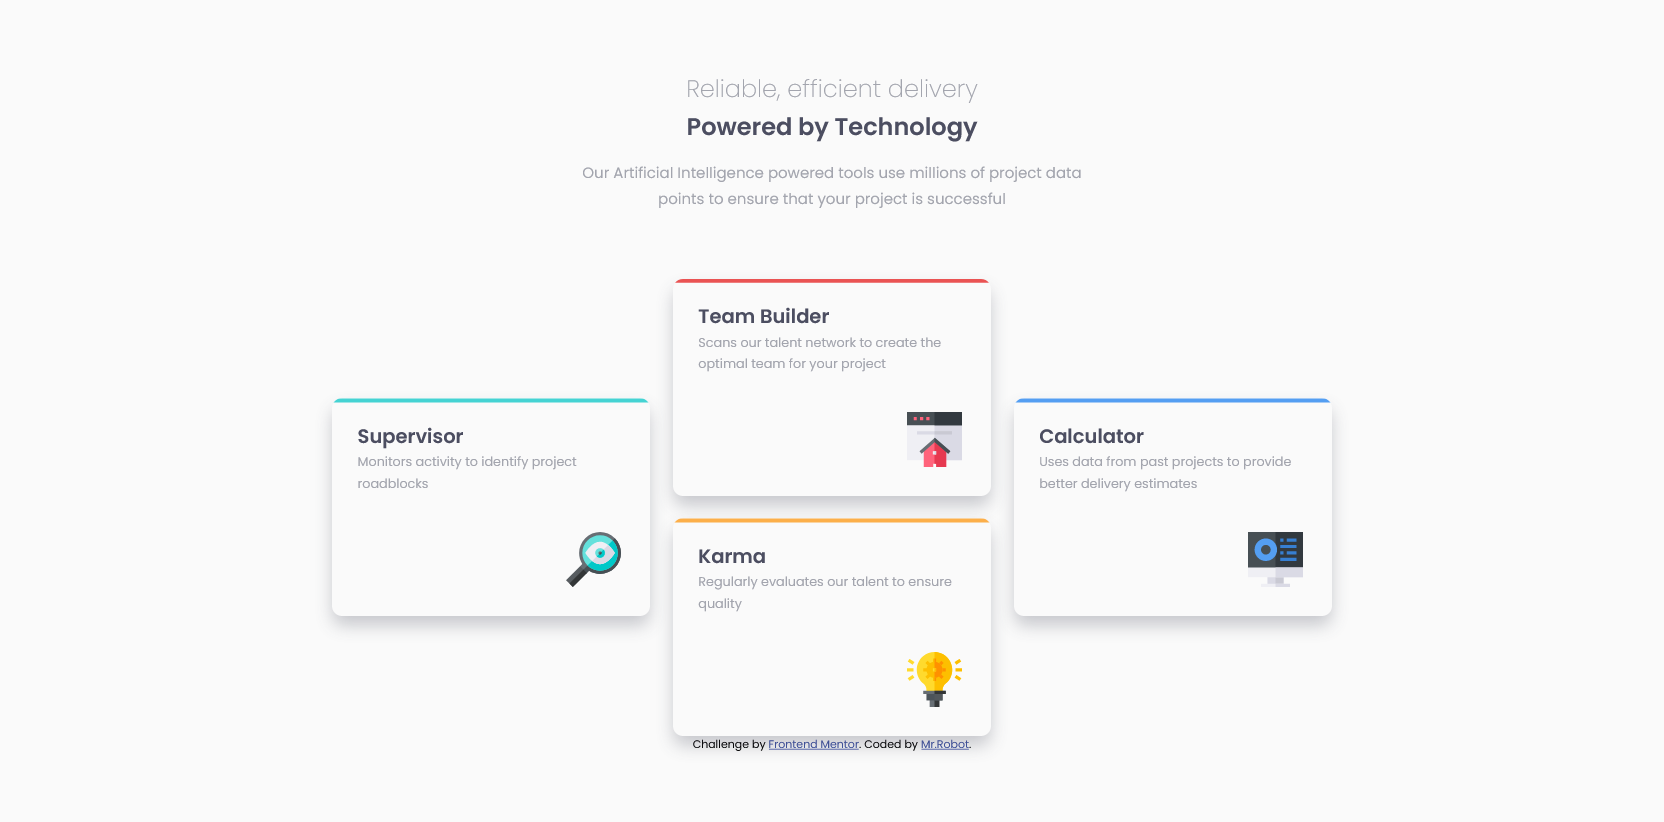 Reliable, efficient delivery
Powered by Technology
Our Artificial Intelligence powered tools use millions of project data
points to ensure that your project is successful
Team Builder
Scans our talent network to create the
optimal team for your project
Supervisor
Monitors activity to identify project
roadblocks
Calculator
Uses data from past projects to provide
better delivery estimates
Karma
Regularly evaluates our talent to ensure
quality
Challenge by Frontend Mentor. Coded by Mr.Robot.